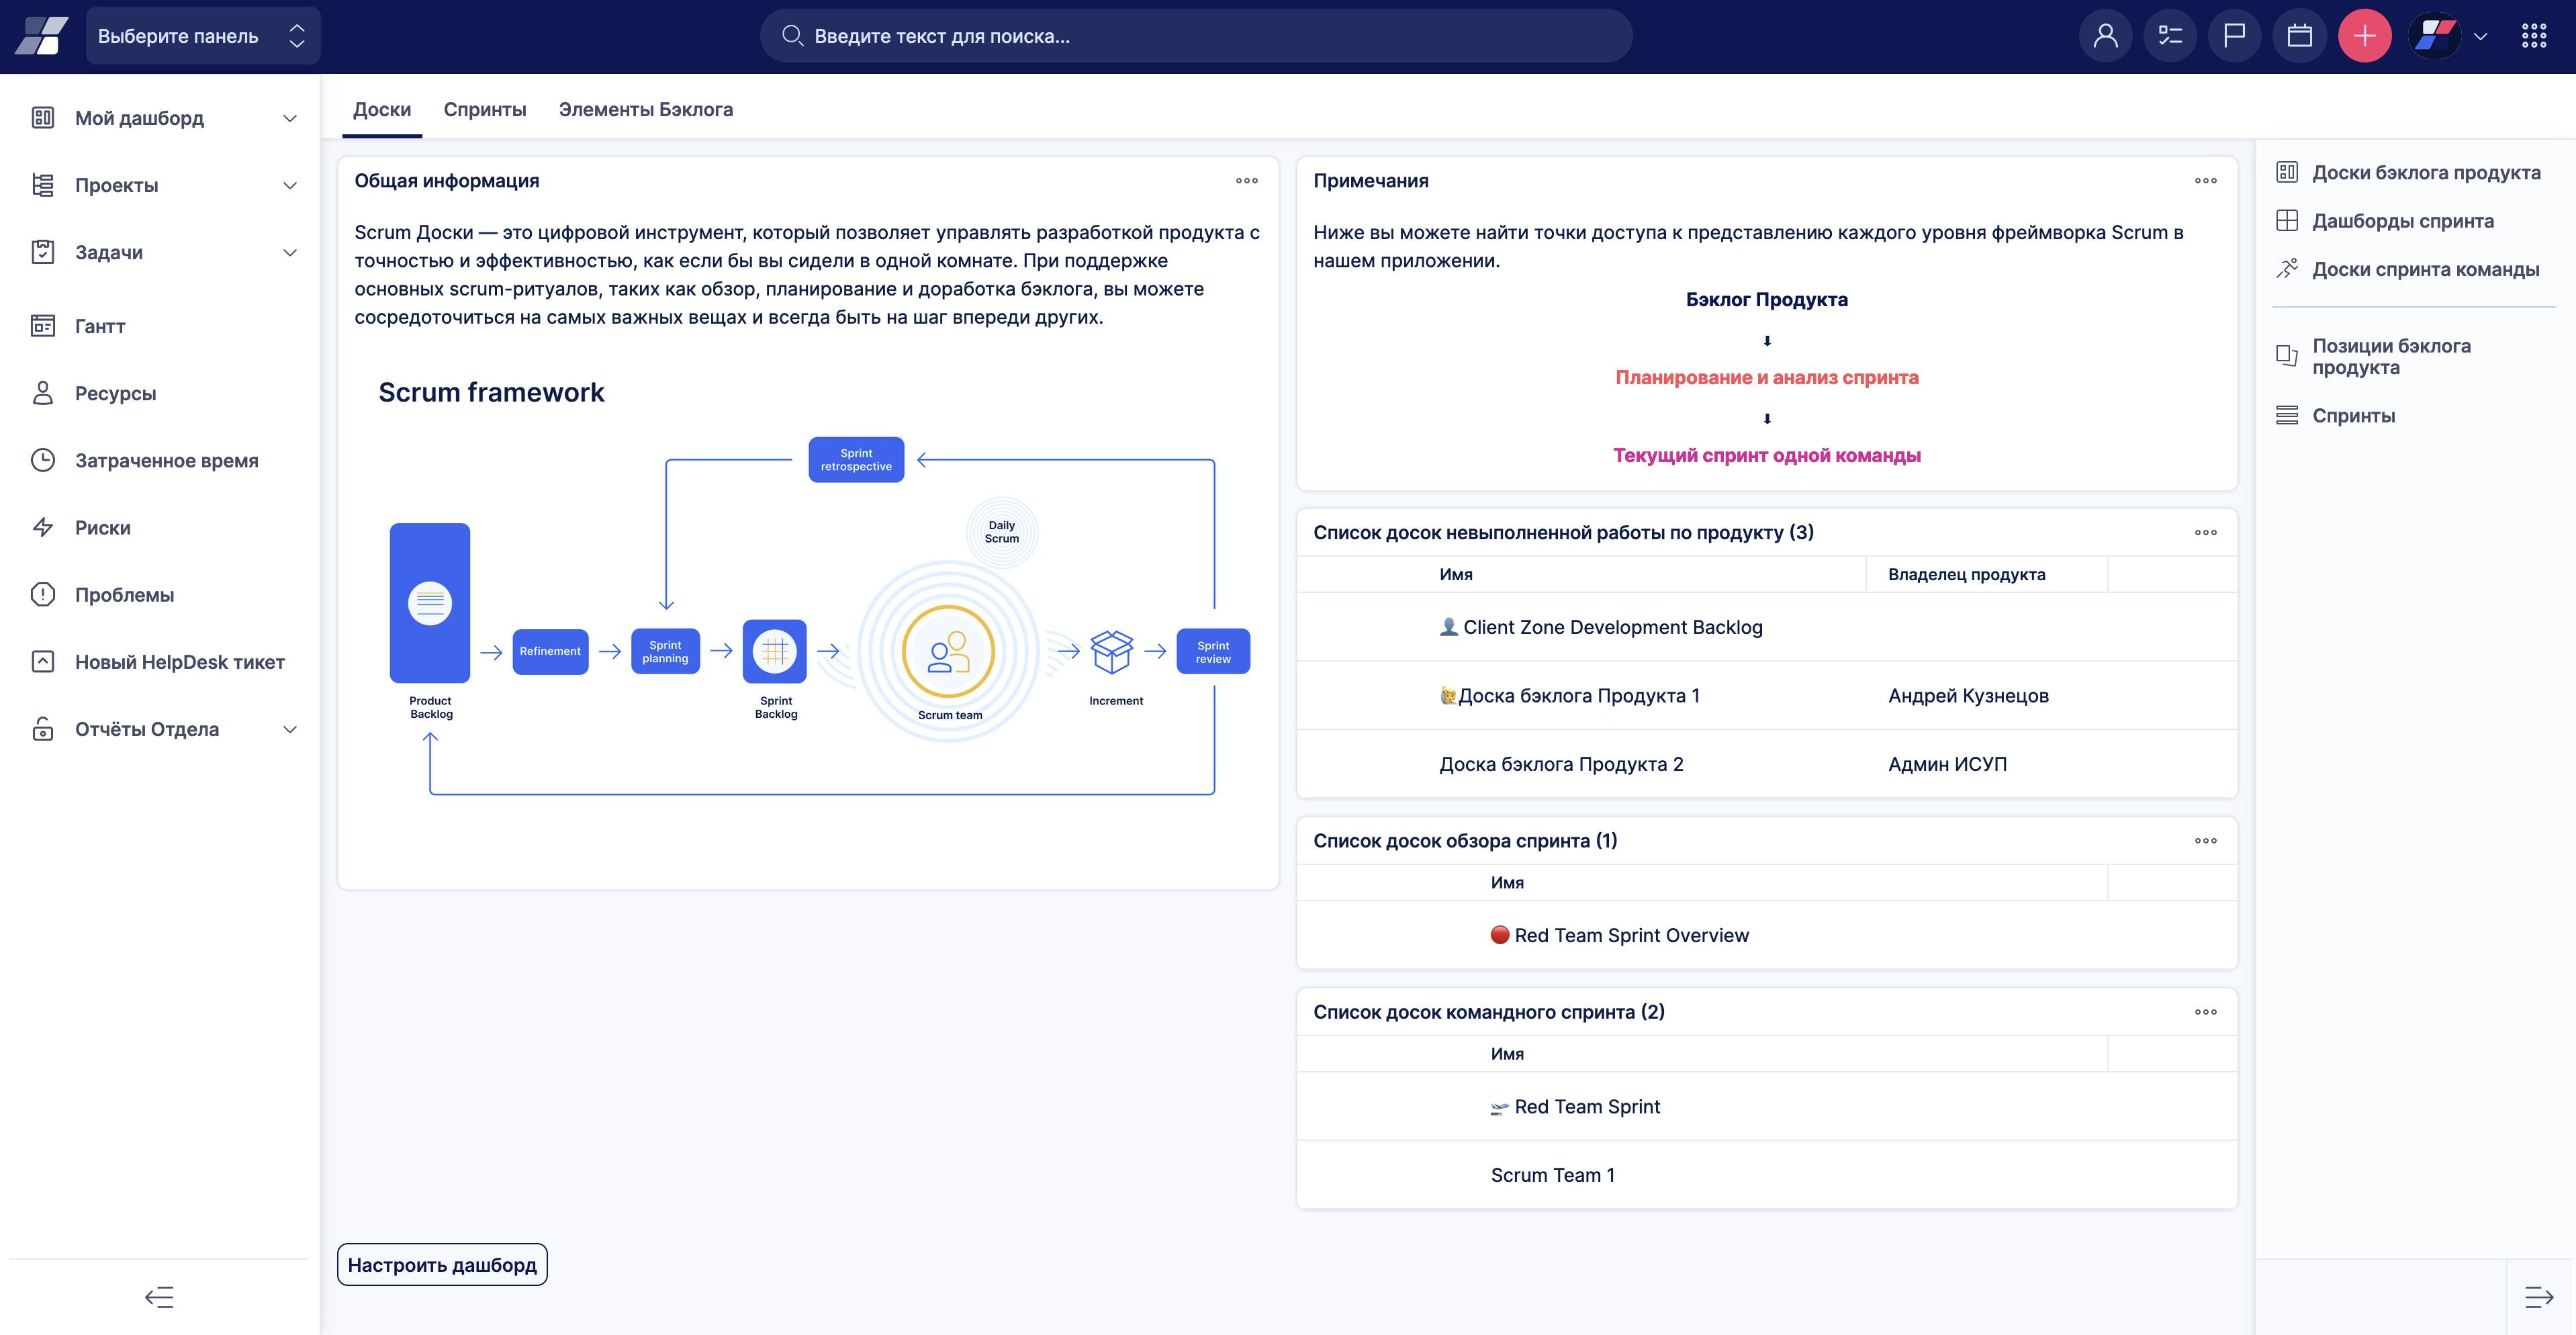 Выберите панель
Введите текст для поиска...
Мой дашборд
Проекты
Задачи
Гантт
Ресурсы
Затраченное время
Риски
Проблемы
Новый HelpDesk тикет
Отчёты Отдела
Доски
Спринты
Элементы Бэклога
Общая информация
Scrum Доски — это цифровой инструмент, который позволяет управлять разработкой продукта с
точностью и эффективностью, как если бы вы сидели в одной комнате. При поддержке
основных scrum-ритуалов, таких как обзор, планирование и доработка бэклога, вы можете
сосредоточиться на самых важных вещах и всегда быть на шаг впереди других.
Scrum framework
Sprint
retrospective
Daily
Scrum
Refinement
Sprint
planning
Sprint
review
Product
Backlog
Sprint
Backlog
Scrum team
Increment
Настроить дашборд
Примечания
Ниже вы можете найти точки доступа к представлению каждого уровня фреймворка Scrum в
нашем приложении.
Бэклог Продукта
⬇
Планирование и анализ спринта
⬇
Текущий спринт одной команды
Список досок невыполненной работы по продукту (3)
Имя
Владелец продукта
Client Zone Development Backlog
Доска бэклога Продукта 1
Андрей Кузнецов
Доска бэклога Продукта 2
Админ ИСУП
Список досок обзора спринта (1)
Имя
Red Team Sprint Overview
Список досок командного спринта (2)
Имя
Red Team Sprint
Scrum Team 1
Доски бэклога продукта
Дашборды спринта
Доски спринта команды
Позиции бэклога
продукта
Спринты